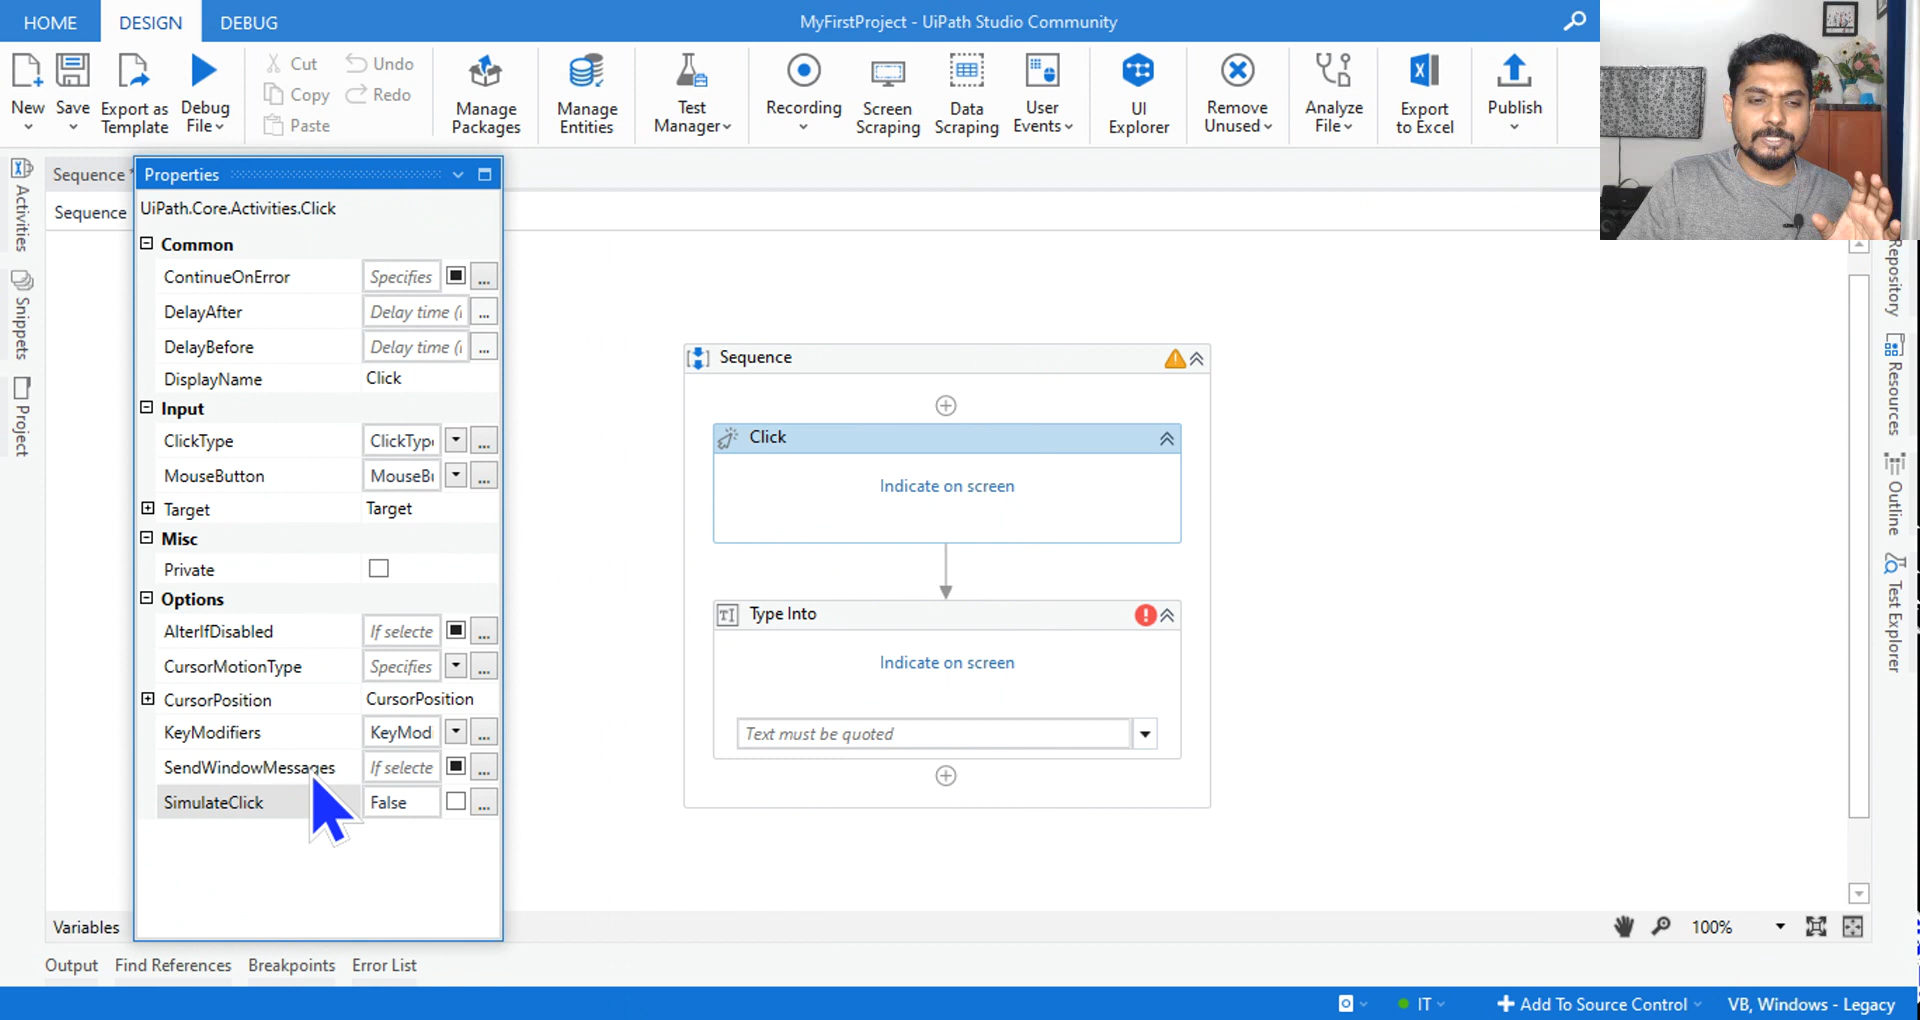 HOME DESIGN DEBUG
MyFirstProject - UiPath Studio Community
New Save Export as Template Debug File
Cut Copy Paste
Undo Redo
Manage Packages
Manage Entities
Test Manager
Recording
Screen Scraping
Data Scraping
User Events
UI Explorer
Remove Unused
Analyze File
Export to Excel
Publish
Activities
Snippets
Project
Sequence *
Sequence
Properties
UiPath.Core.Activities.Click
Common
ContinueOnError Specifies ...
DelayAfter Delay time ( ...
DelayBefore Delay time ( ...
DisplayName Click
Input
ClickType ClickTyp ...
MouseButton MouseB ...
Target Target
Misc
Private
Options
AlterIfDisabled If selecte ...
CursorMotionType Specifies ...
CursorPosition CursorPosition
KeyModifiers KeyMod ...
SendWindowMessages If selecte ...
SimulateClick False ...
Sequence
Click
Indicate on screen
Type Into
Indicate on screen
Text must be quoted
Repository
Resources
Outline
Test Explorer
Variables
100%
Output Find References Breakpoints Error List
IT
Add To Source Control
VB, Windows - Legacy